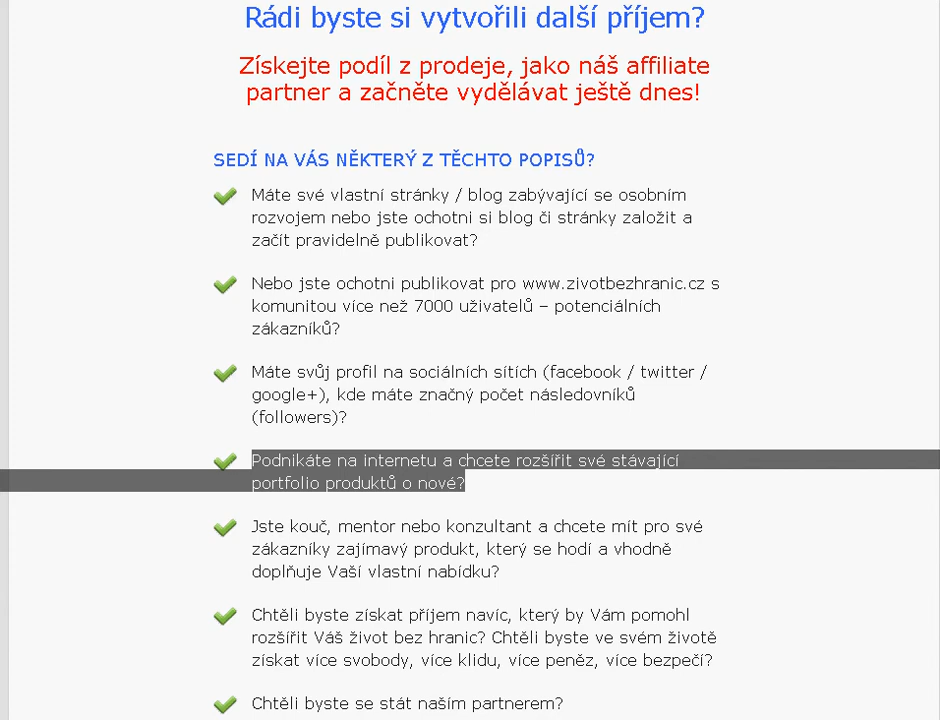 Rádi byste si vytvořili další příjem?
Získejte podíl z prodeje, jako náš affiliate
partner a začněte vydělávat ještě dnes!
SEDÍ NA VÁS NĚKTERÝ Z TĚCHTO POPISŮ?
Máte své vlastní stránky / blog zabývající se osobním
rozvojem nebo jste ochotni si blog či stránky založit a
začít pravidelně publikovat?
Nebo jste ochotni publikovat pro www.zivotbezhranic.cz s
komunitou více než 7000 uživatelů – potenciálních
zákazníků?
Máte svůj profil na sociálních sítích (facebook / twitter /
google+), kde máte značný počet následovníků
(followers)?
Podnikáte na internetu a chcete rozšířit své stávající
portfolio produktů o nové?
Jste kouč, mentor nebo konzultant a chcete mít pro své
zákazníky zajímavý produkt, který se hodí a vhodně
doplňuje Vaší vlastní nabídku?
Chtěli byste získat příjem navíc, který by Vám pomohl
rozšířit Váš život bez hranic? Chtěli byste ve svém životě
získat více svobody, více klidu, více peněz, více bezpečí?
Chtěli byste se stát naším partnerem?